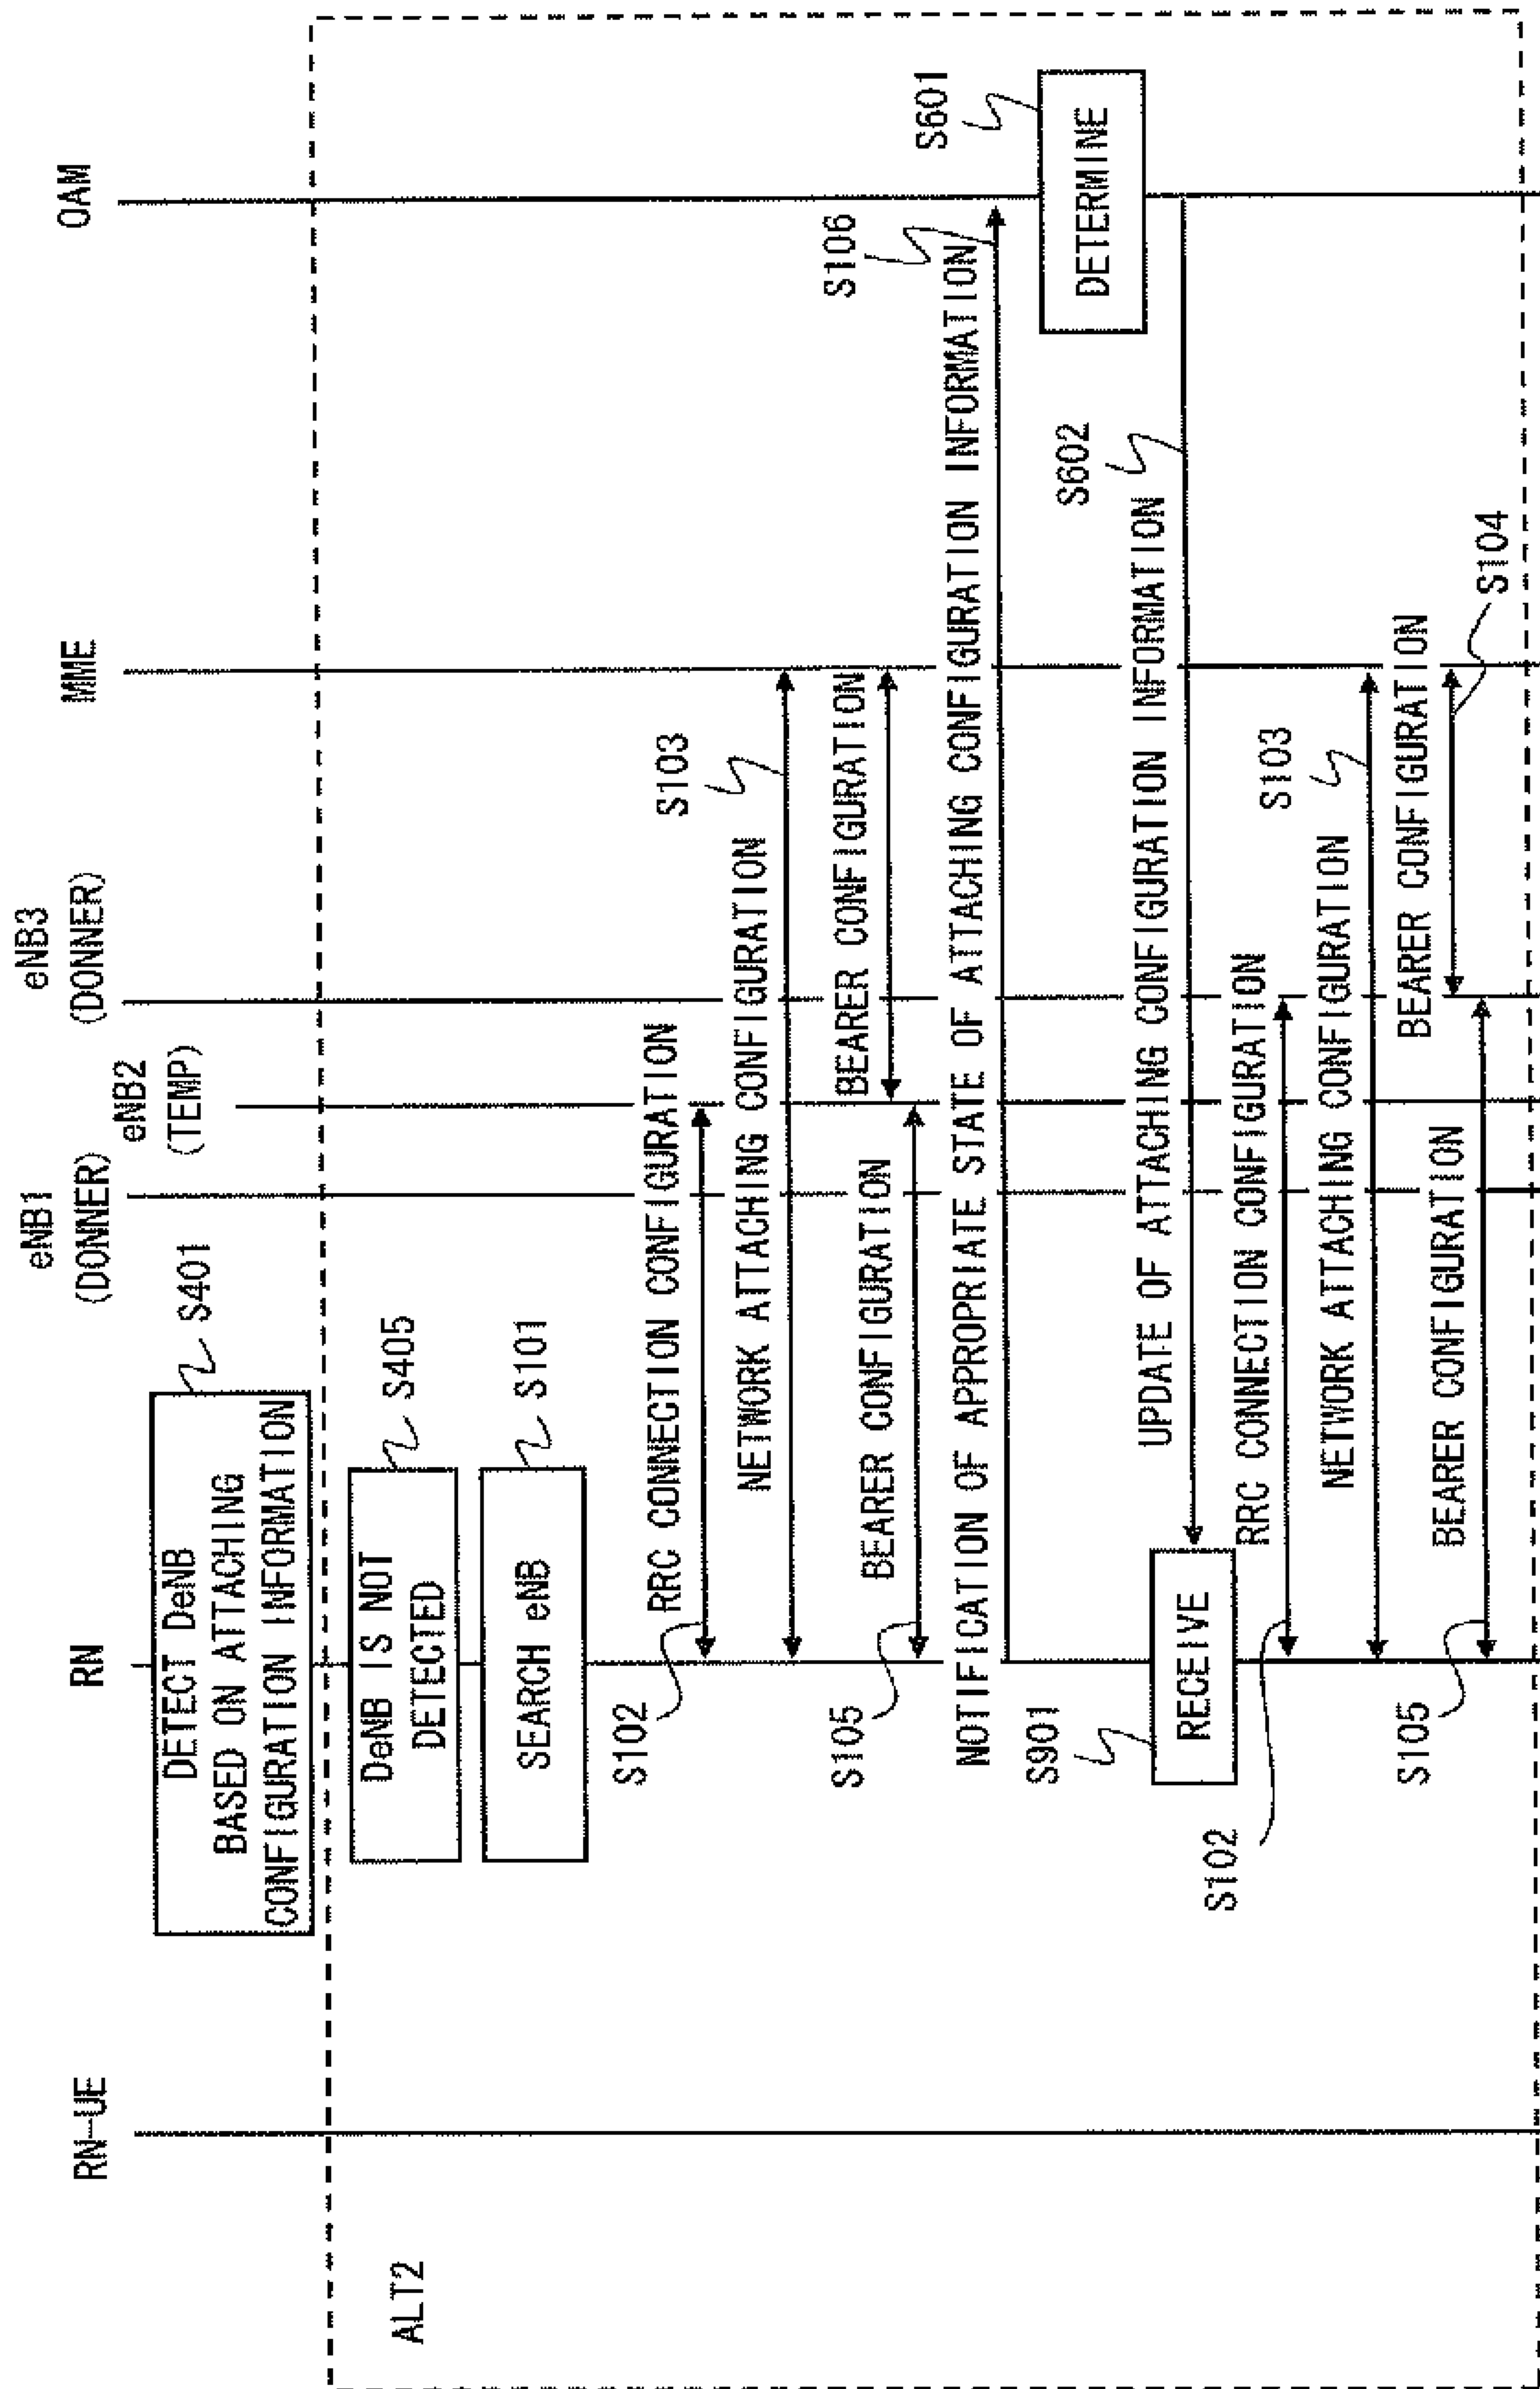 RN-UE
RN
eNB1
(DONNER)
eNB2
(TEMP)
eNB3
(DONNER)
MME
OAM
DETECT DeNB
BASED ON ATTACHING
CONFIGURATION INFORMATION
S401
ALT2
DeNB IS NOT
DETECTED
S405
SEARCH eNB
S101
S102
RRC CONNECTION CONFIGURATION
NETWORK ATTACHING CONFIGURATION
S103
BEARER CONFIGURATION
S105
BEARER CONFIGURATION
NOTIFICATION OF APPROPRIATE STATE OF ATTACHING CONFIGURATION INFORMATION
S106
DETERMINE
S601
UPDATE OF ATTACHING CONFIGURATION INFORMATION
S602
S901
RECEIVE
S102
RRC CONNECTION CONFIGURATION
NETWORK ATTACHING CONFIGURATION
S103
BEARER CONFIGURATION
S104
S105
BEARER CONFIGURATION